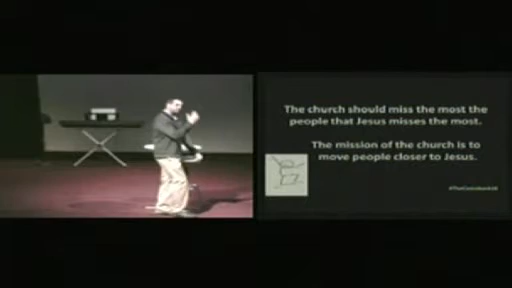 The church should miss the most the
people that Jesus misses the most.
The mission of the church is to
move people closer to Jesus.